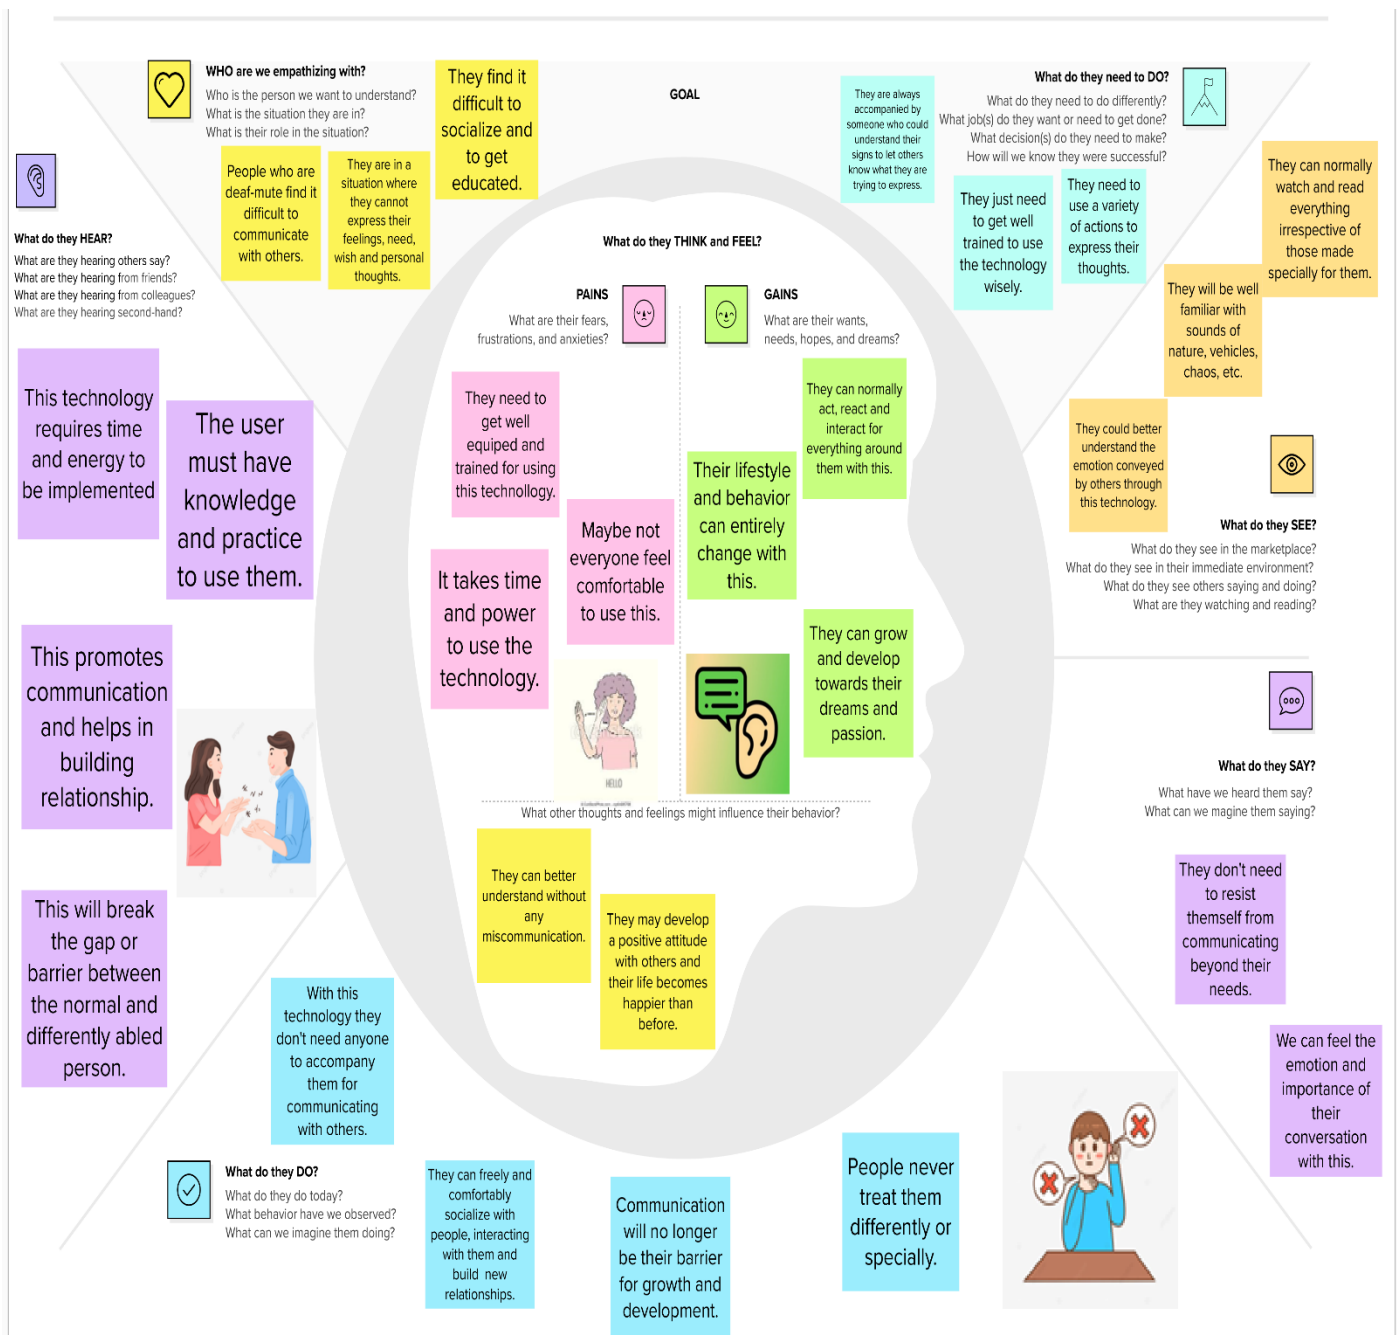 WHO are we empathizing with?
Who is the person we want to understand?
What is the situation they are in?
What is their role in the situation?
They find it
difficult to
socialize and
to get
educated.
People who are
deaf-mute find it
difficult to
communicate
with others.
They are in a
situation where
they cannot
express their
feelings, need,
wish and personal
thoughts.
GOAL
They are always
accompanied by
someone who could
understand their
signs to let others
know what they are
trying to express.
What do they need to DO?
What do they need to do differently?
What job(s) do they want or need to get done?
What decision(s) do they need to make?
How will we know they were successful?
They just need
to get well
trained to use
the technology
wisely.
They need to
use a variety
of actions to
express their
thoughts.
They can normally
watch and read
everything
irrespective of
those made
specially for them.
They will be well
familiar with
sounds of
nature, vehicles,
chaos, etc.
They could better
understand the
emotion conveyed
by others through
this technology.
What do they SEE?
What do they see in the marketplace?
What do they see in their immediate environment?
What do they see others saying and doing?
What are they watching and reading?
What do they HEAR?
What are they hearing others say?
What are they hearing from friends?
What are they hearing from colleagues?
What are they hearing second-hand?
This technology
requires time
and energy to
be implemented
The user
must have
knowledge
and practice
to use them.
This promotes
communication
and helps in
building
relationship.
This will break
the gap or
barrier between
the normal and
differently abled
person.
What do they THINK and FEEL?
PAINS
What are their fears,
frustrations, and anxieties?
GAINS
What are their wants,
needs, hopes, and dreams?
They need to
get well
equiped and
trained for using
this technollogy.
Maybe not
everyone feel
comfortable
to use this.
It takes time
and power
to use the
technology.
HELLO
They can normally
act, react and
interact for
everything around
them with this.
Their lifestyle
and behavior
can entirely
change with
this.
They can grow
and develop
towards their
dreams and
passion.
What other thoughts and feelings might influence their behavior?
They can better
understand without
any
miscommunication.
They may develop
a positive attitude
with others and
their life becomes
happier than
before.
What do they SAY?
What have we heard them say?
What can we magine them saying?
They don't need
to resist
themself from
communicating
beyond their
needs.
We can feel the
emotion and
importance of
their
conversation
with this.
With this
technology they
don't need anyone
to accompany
them for
communicating
with others.
What do they DO?
What do they do today?
What behavior have we observed?
What can we imagine them doing?
They can freely and
comfortably
socialize with
people, interacting
with them and
build new
relationships.
Communication
will no longer
be their barrier
for growth and
development.
People never
treat them
differently or
specially.